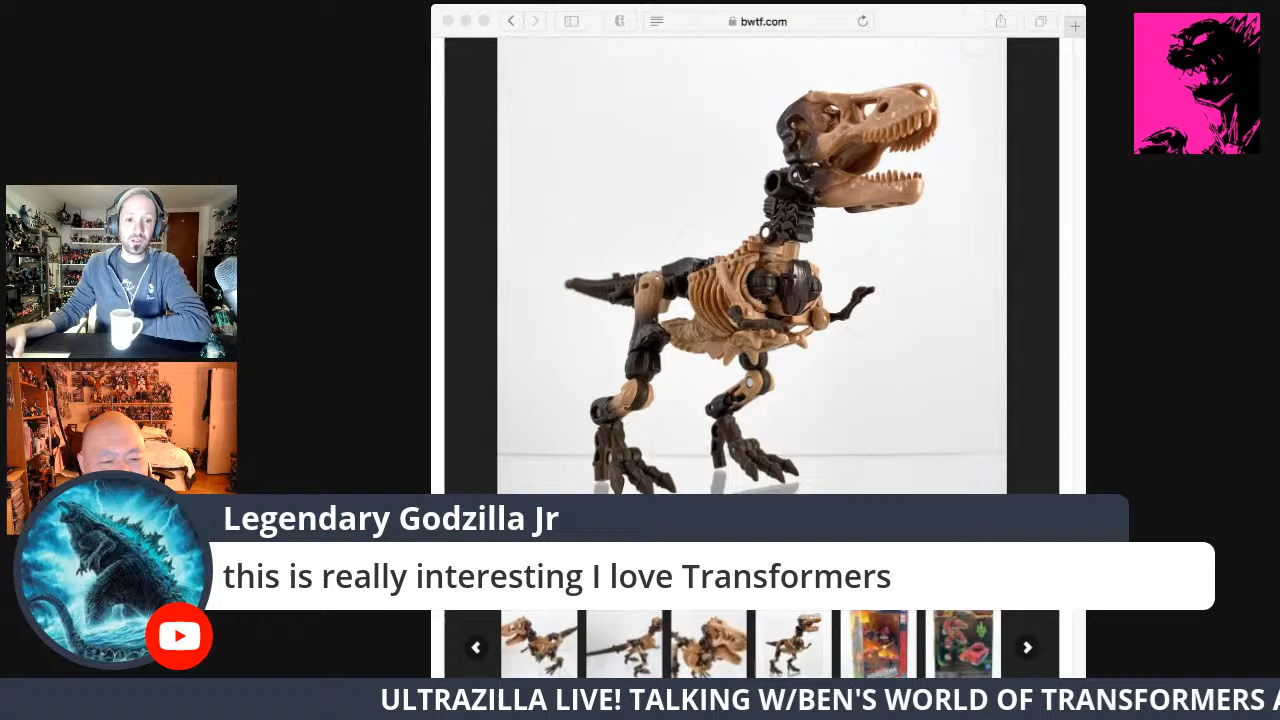 bwtf.com
Legendary Godzilla Jr
this is really interesting I love Transformers
ULTRAZILLA LIVE! TALKING W/BEN'S WORLD OF TRANSFORMERS